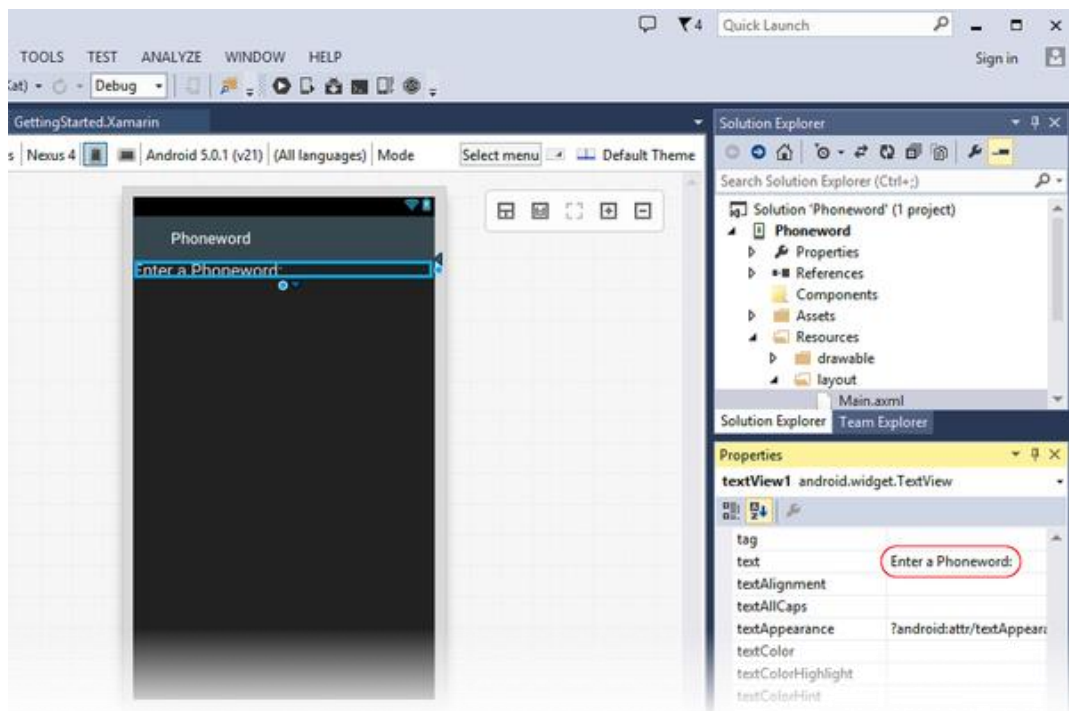 4 Quick Launch
TOOLS TEST ANALYZE WINDOW HELP Sign in
Debug
GettingStarted.Xamarin
Nexus 4 Android 5.0.1 (v21) (All languages) Mode Select menu Default Theme
Phoneword
Enter a Phoneword:
Solution Explorer
Search Solution Explorer (Ctrl+;)
Solution 'Phoneword' (1 project)
Phoneword
Properties
References
Components
Assets
Resources
drawable
layout
Main.axml
Solution Explorer Team Explorer
Properties
textView1 android.widget.TextView
tag
text Enter a Phoneword:
textAlignment
textAllCaps
textAppearance ?android:attr/textAppeara
textColor
textColorHighlight
textColorHint